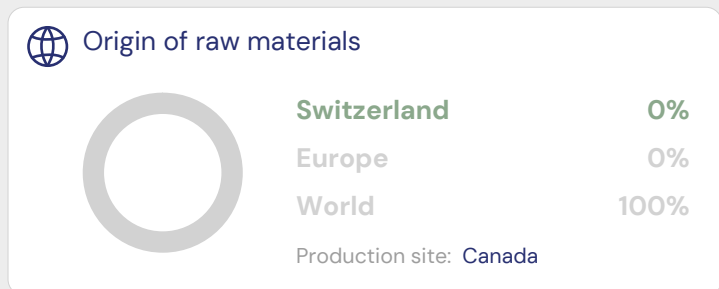 Origin of raw materials
Switzerland 0%
Europe 0%
World 100%
Production site: Canada